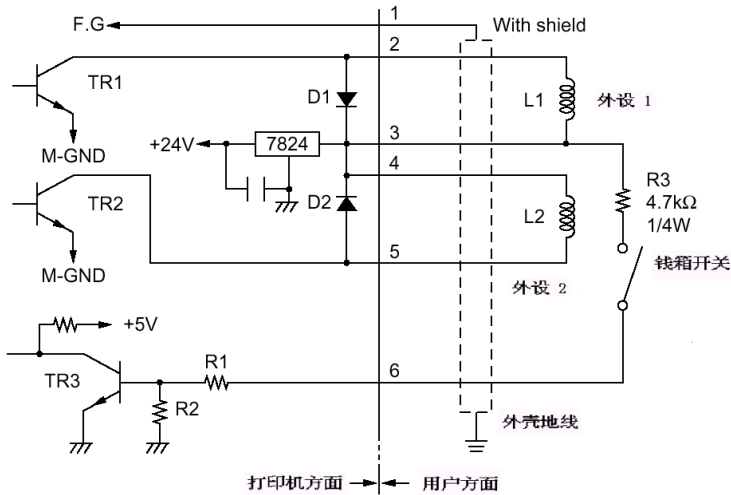 F.G
1
With shield
2
TR1
D1
L1
外设 1
M-GND
+24V
7824
3
4
R3
4.7kΩ
1/4W
TR2
D2
L2
M-GND
5
钱箱开关
外设 2
+5V
R1
6
TR3
R2
外壳地线
打印机方面
用户方面